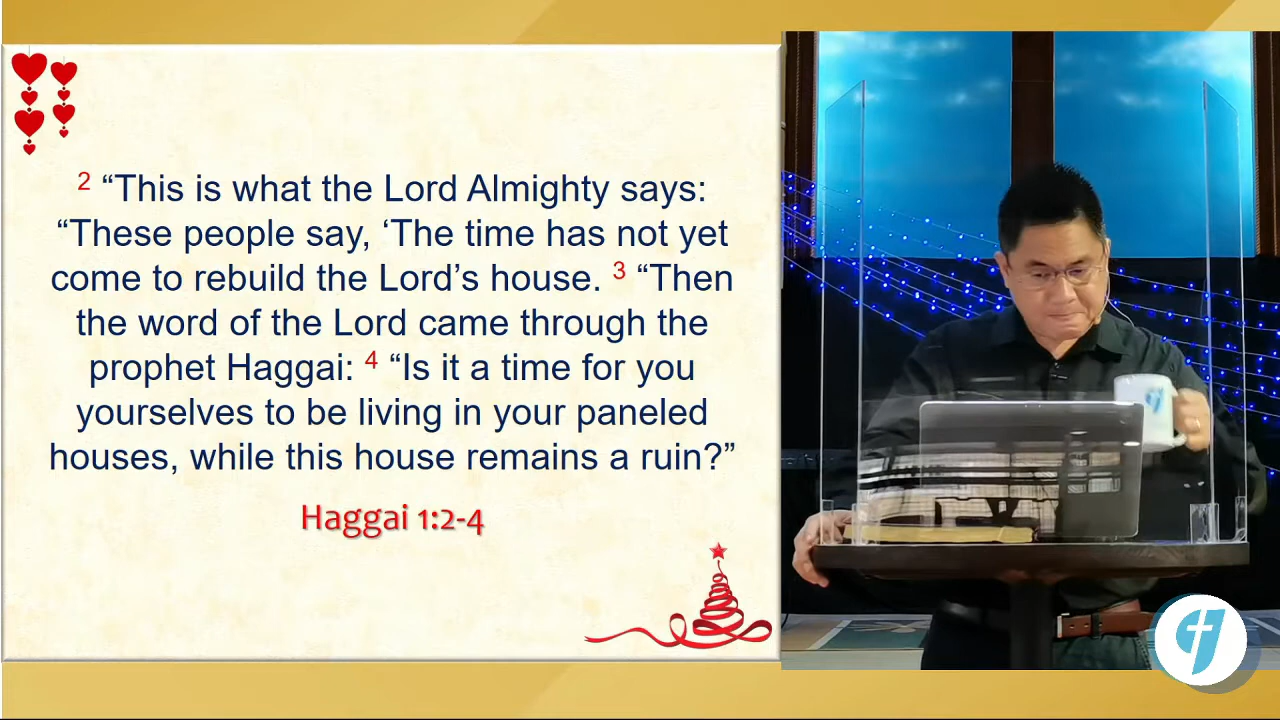 2 “This is what the Lord Almighty says:
“These people say, ‘The time has not yet
come to rebuild the Lord’s house. 3 “Then
the word of the Lord came through the
prophet Haggai: 4 “Is it a time for you
yourselves to be living in your paneled
houses, while this house remains a ruin?”
Haggai 1:2-4